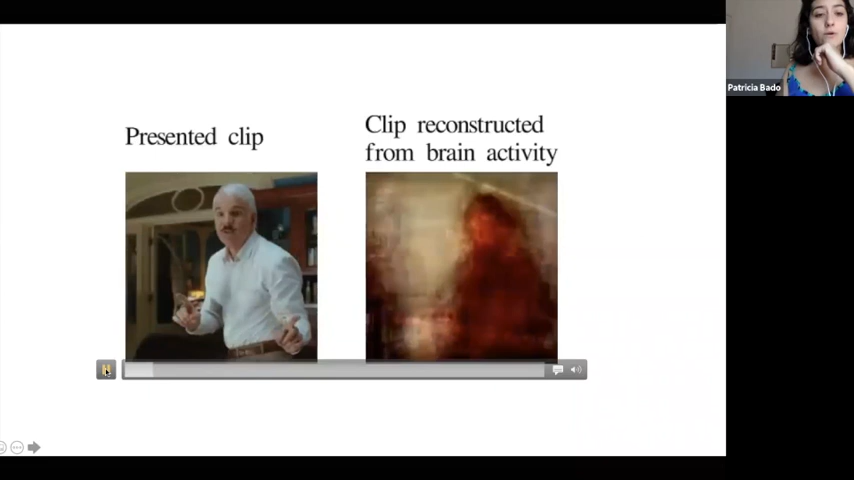 Presented clip
Clip reconstructed
from brain activity
Patricia Bado